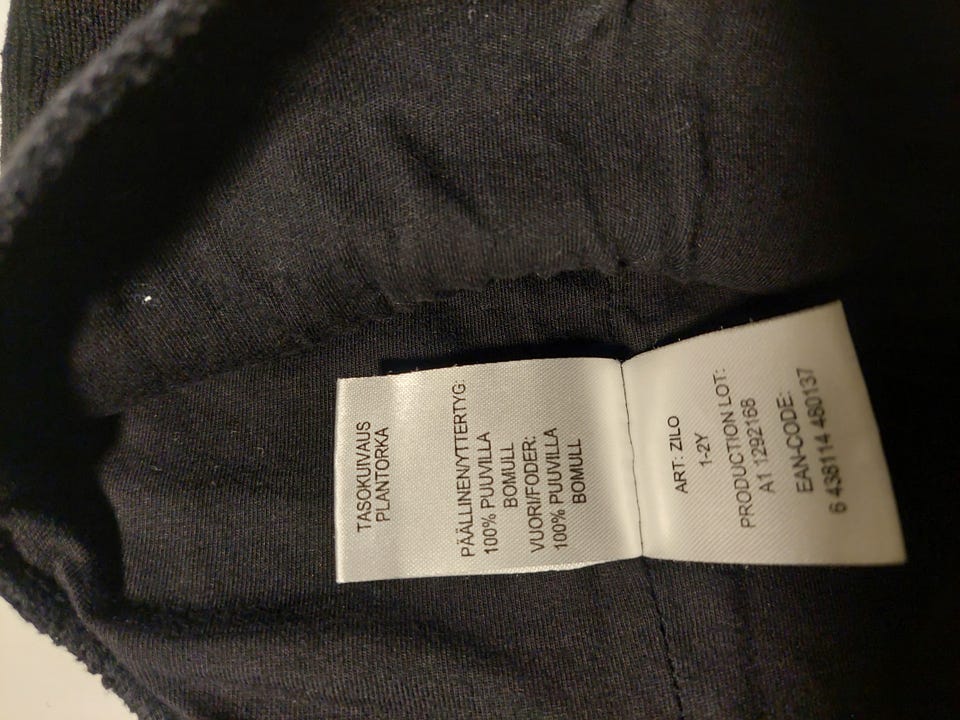 TASOKUIVAUS
PLANTORKA
PÄÄLLINEN/YTTERTYG:
100% PUUVILLA
BOMULL
VUORI/FODER:
100% PUUVILLA
BOMULL
ART: ZILO
1-2Y
PRODUCTION LOT:
A1 1292168
EAN-CODE:
6 438114 480137